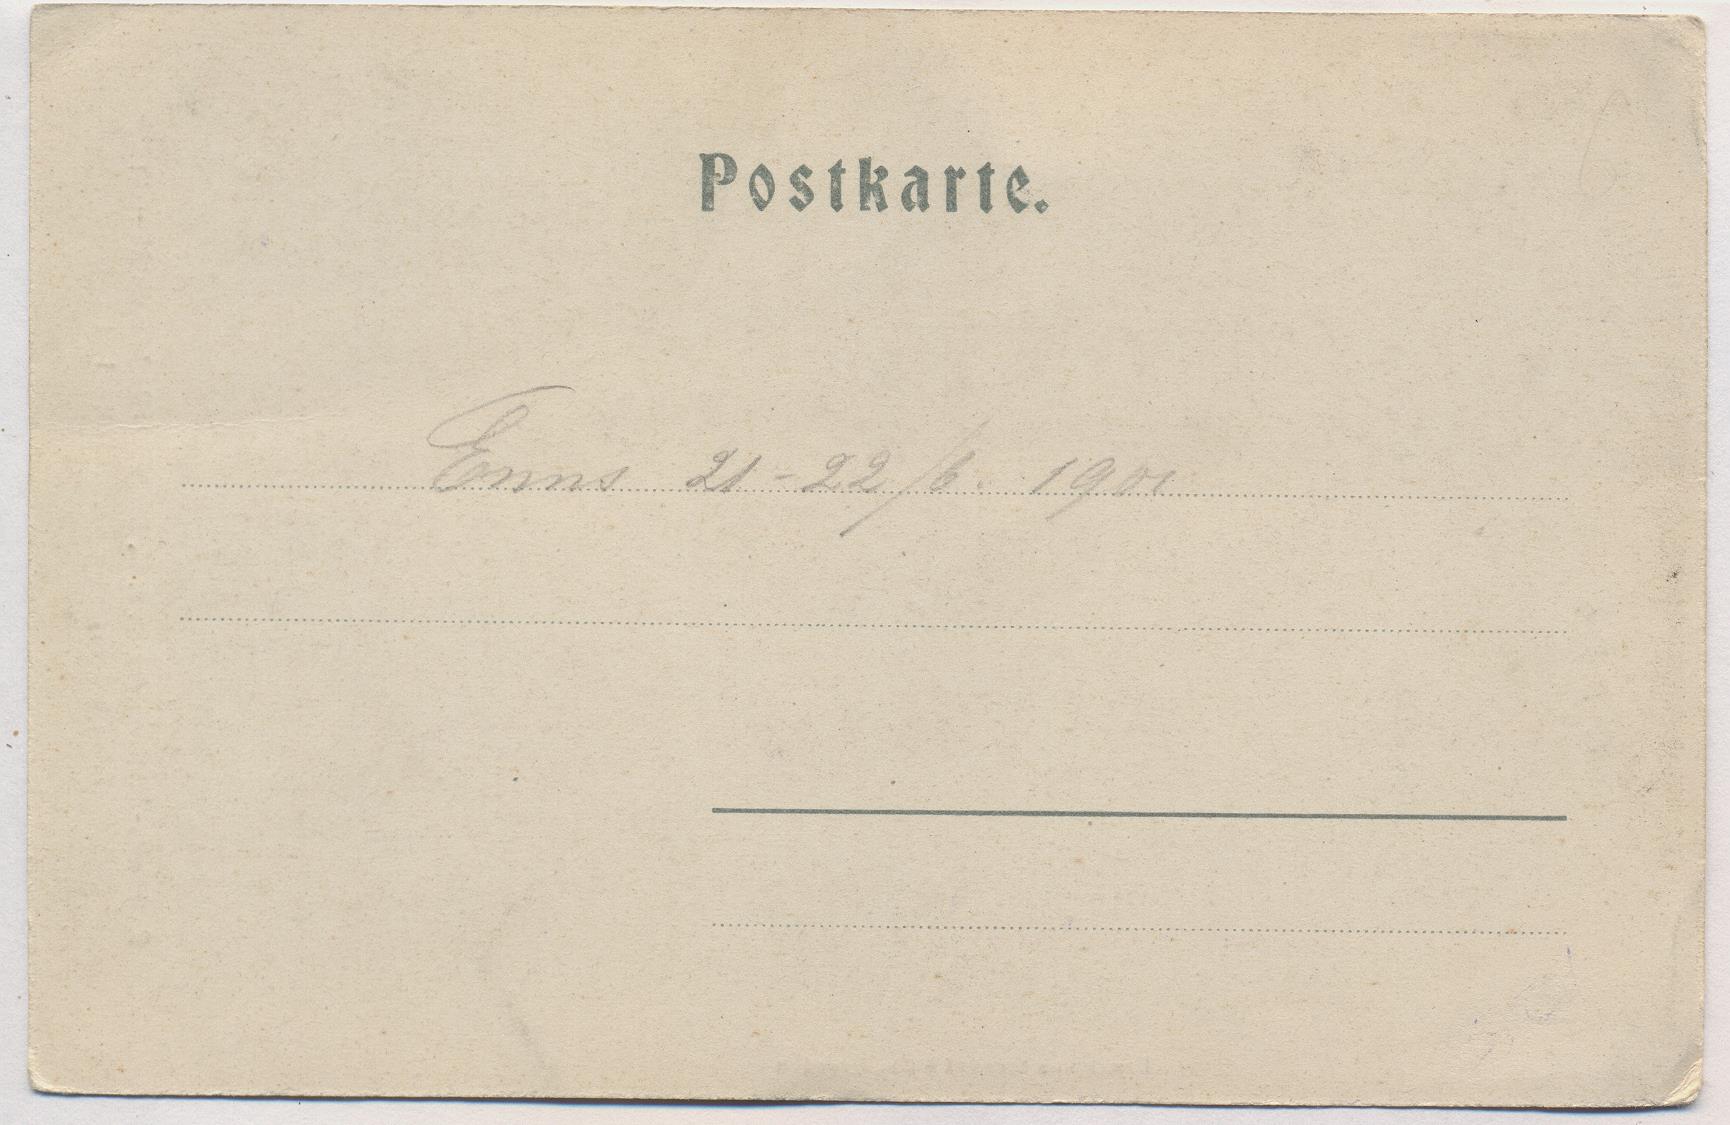 Postkarte.
Enns 21-22/6. 1901